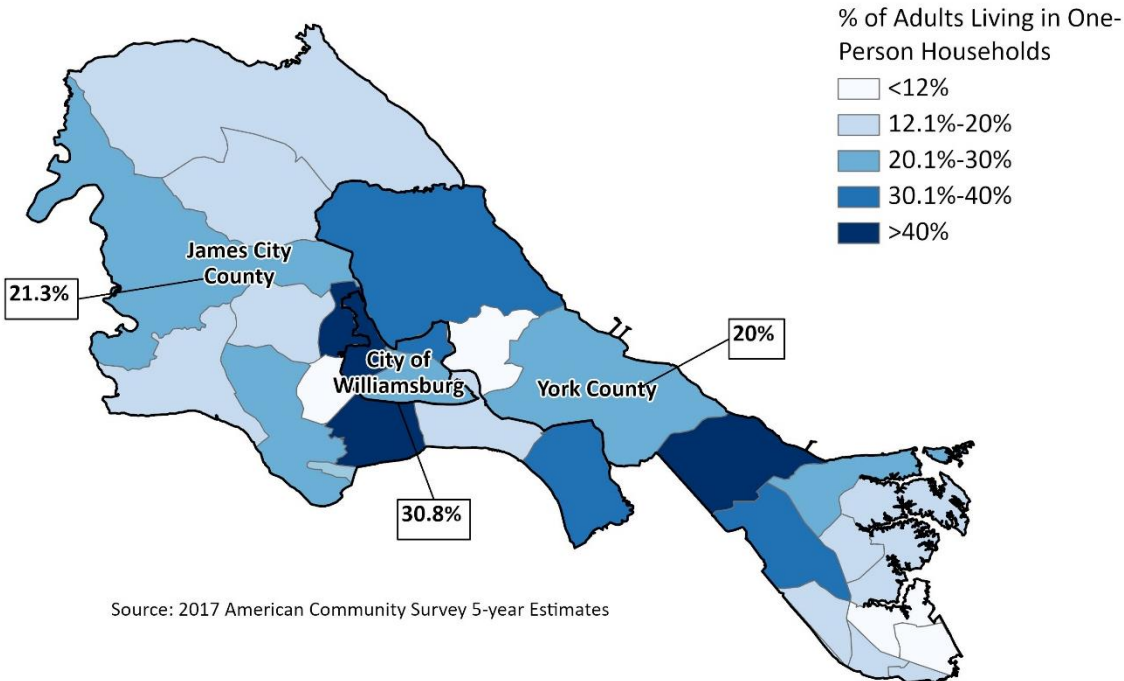 % of Adults Living in One-
Person Households
<12%
12.1%-20%
20.1%-30%
30.1%-40%
>40%
James City
County
21.3%
20%
City of
Williamsburg
York County
30.8%
Source: 2017 American Community Survey 5-year Estimates